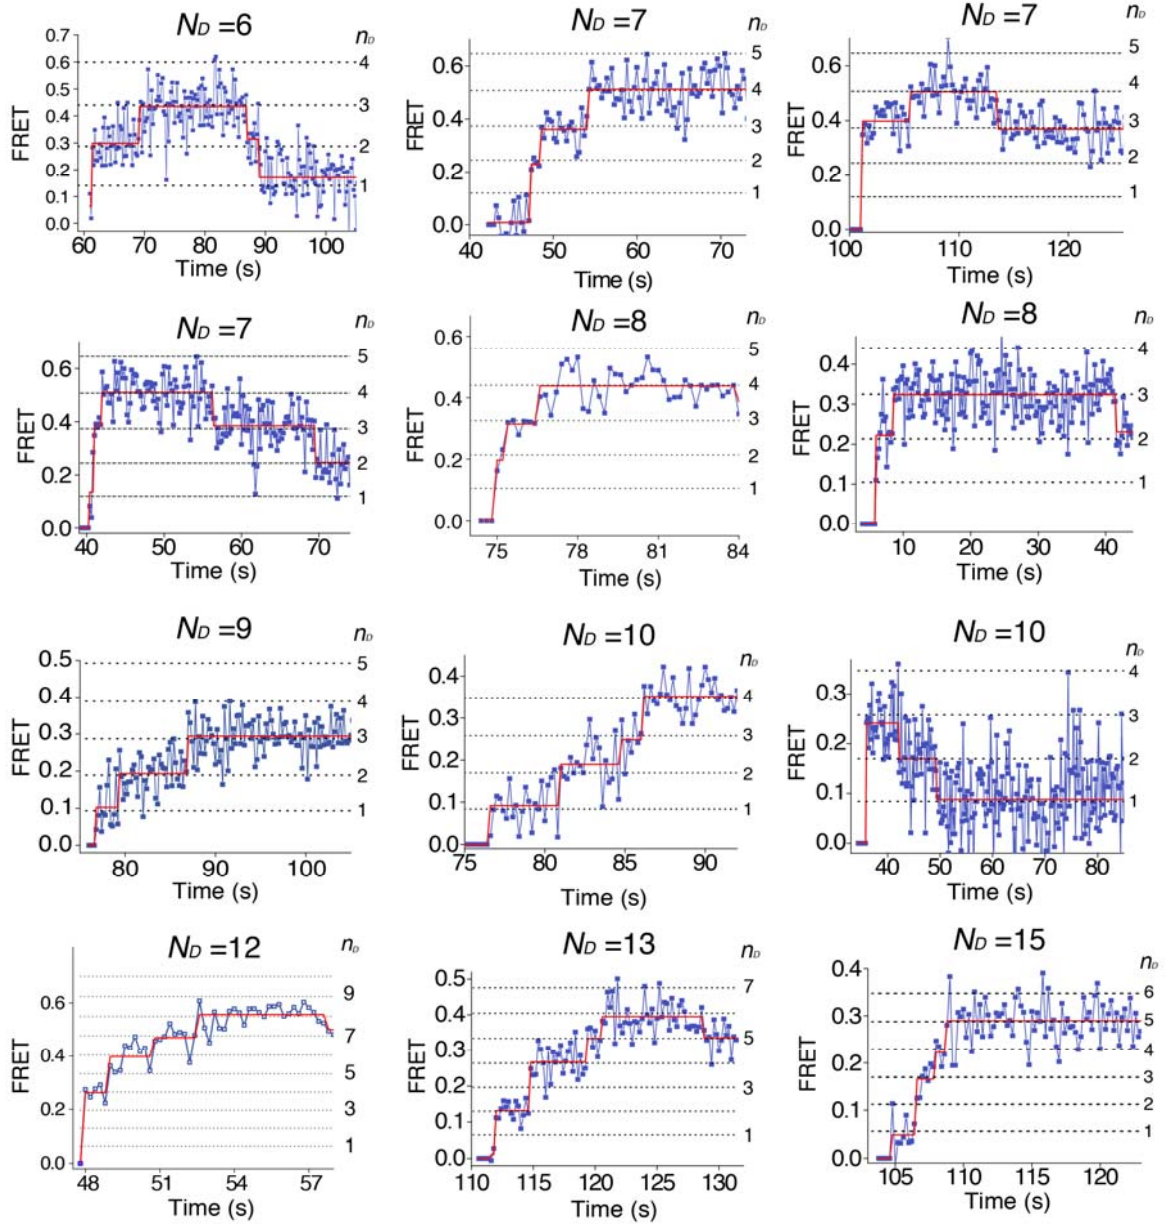 N_D =6
n_D
FRET
0.7
0.6
0.5
0.4
0.3
0.2
0.1
0.0
4
3
2
1
60 70 80 90 100
Time (s)
N_D =7
FRET
0.6
0.4
0.2
0.0
5
4
3
2
1
40 50 60 70
Time (s)
N_D =7
n_D
FRET
0.6
0.4
0.2
0.0
5
4
3
2
1
100 110 120
Time (s)
N_D =7
n_D
FRET
0.6
0.4
0.2
0.0
5
4
3
2
1
40 50 60 70
Time (s)
N_D =8
n_D
FRET
0.6
0.4
0.2
0.0
5
4
3
2
1
75 78 81 84
Time (s)
N_D =8
n_D
FRET
0.4
0.3
0.2
0.1
0.0
4
3
2
1
10 20 30 40
Time (s)
N_D =9
n_D
FRET
0.5
0.4
0.3
0.2
0.1
0.0
5
4
3
2
1
80 90 100
Time (s)
N_D =10
n_D
FRET
0.4
0.3
0.2
0.1
0.0
4
3
2
1
75 80 85 90
Time (s)
N_D =10
n_D
FRET
0.3
0.2
0.1
0.0
4
3
2
1
40 50 60 70 80
Time (s)
N_D =12
n_D
FRET
0.6
0.4
0.2
0.0
9
7
5
3
1
48 51 54 57
Time (s)
N_D =13
n_D
FRET
0.5
0.4
0.3
0.2
0.1
0.0
7
5
3
1
110 115 120 125 130
Time (s)
N_D =15
n_D
FRET
0.4
0.3
0.2
0.1
0.0
6
5
4
3
2
1
105 110 115 120
Time (s)